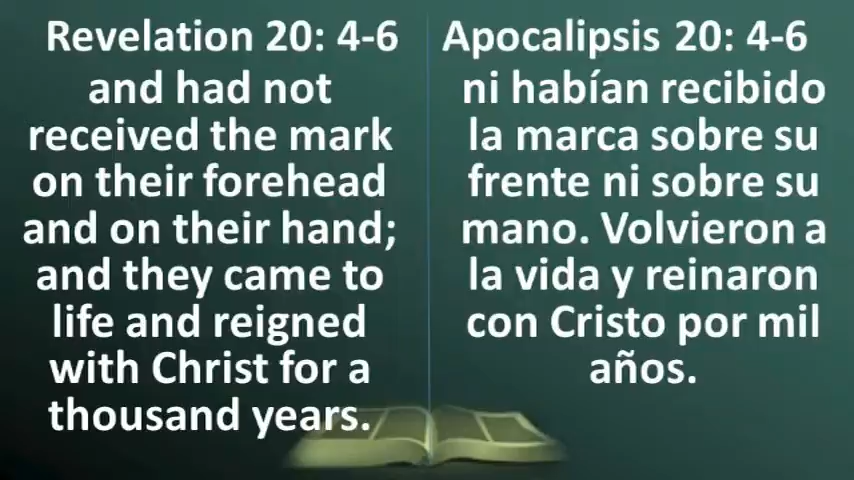 Revelation 20: 4-6
and had not
received the mark
on their forehead
and on their hand;
and they came to
life and reigned
with Christ for a
thousand years.
Apocalipsis 20: 4-6
ni habían recibido
la marca sobre su
frente ni sobre su
mano. Volvieron a
la vida y reinaron
con Cristo por mil
años.